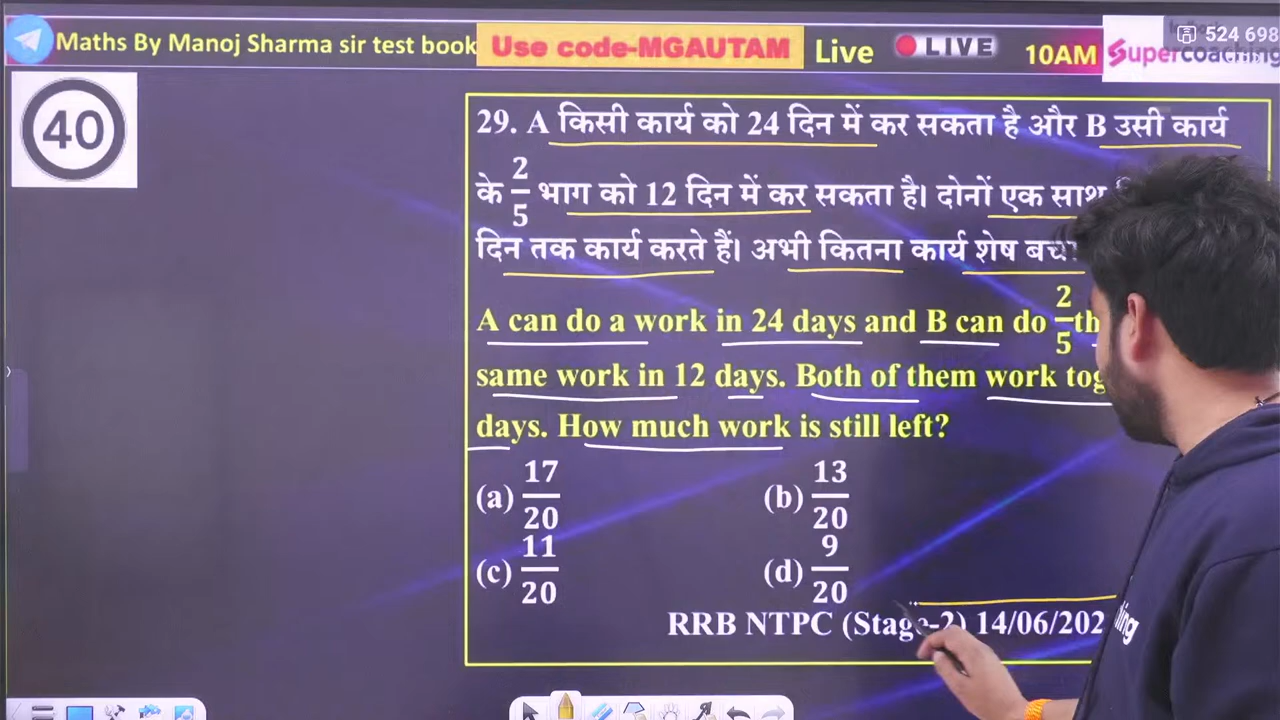 Maths By Manoj Sharma sir test book Use code-MGAUTAM Live LIVE 10AM Supercoaching
524 698
40
29. A किसी कार्य को 24 दिन में कर सकता है और B उसी कार्य
के 2/5 भाग को 12 दिन में कर सकता है। दोनों एक साथ
दिन तक कार्य करते हैं। अभी कितना कार्य शेष
A can do a work in 24 days and B can do 2/5 th
same work in 12 days. Both of them work
days. How much work is still left?
(a) 17/20 (b) 13/20
(c) 11/20 (d) 9/20
RRB NTPC (Stage-2) 14/06/202